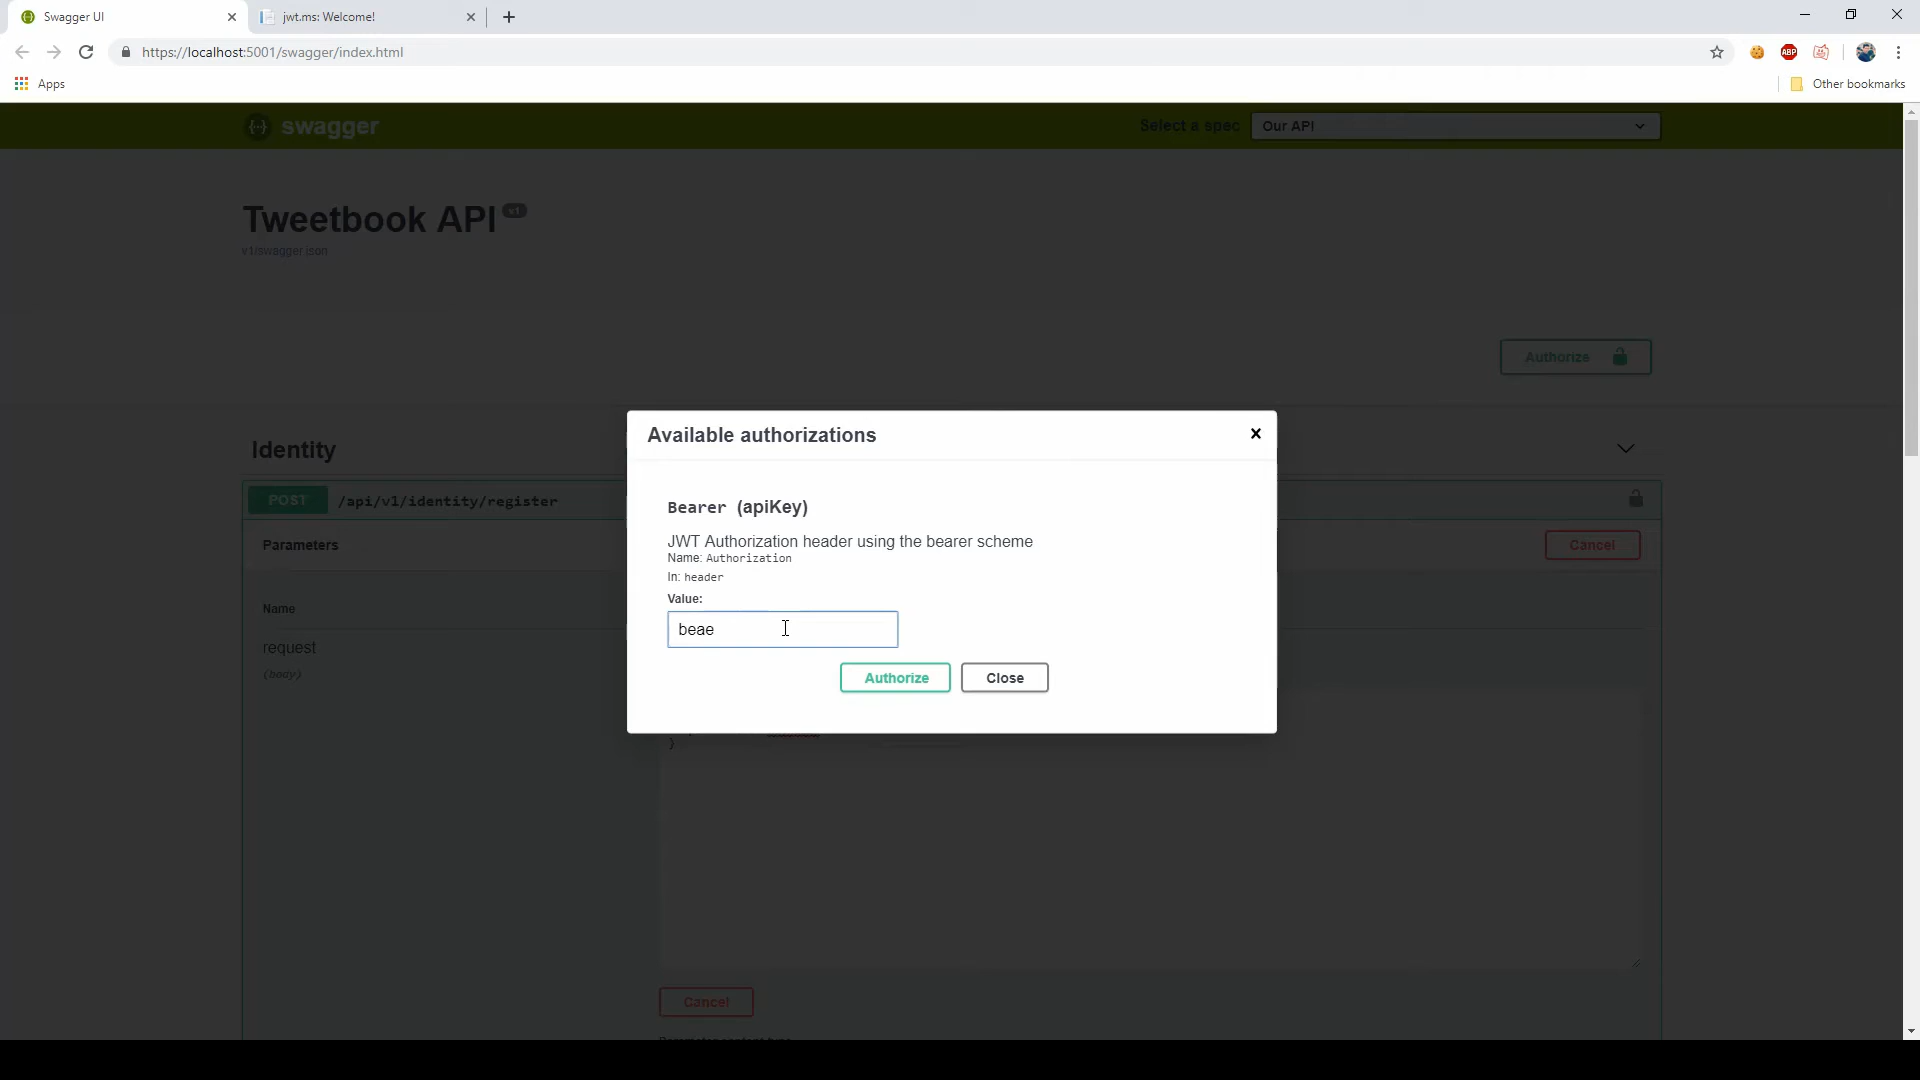 Swagger UI
jwt.ms: Welcome!
https://localhost:5001/swagger/index.html
ABP
Apps
Other bookmarks
{··} swagger
Select a spec
Our API
Tweetbook API v1
v1/swagger.json
Authorize
Available authorizations
Identity
Bearer (apiKey)
POST /api/v1/identity/register
JWT Authorization header using the bearer scheme
Parameters
Cancel
Name: Authorization
In: header
Value:
Name
beae
request
(body)
Authorize
Close
}
Cancel